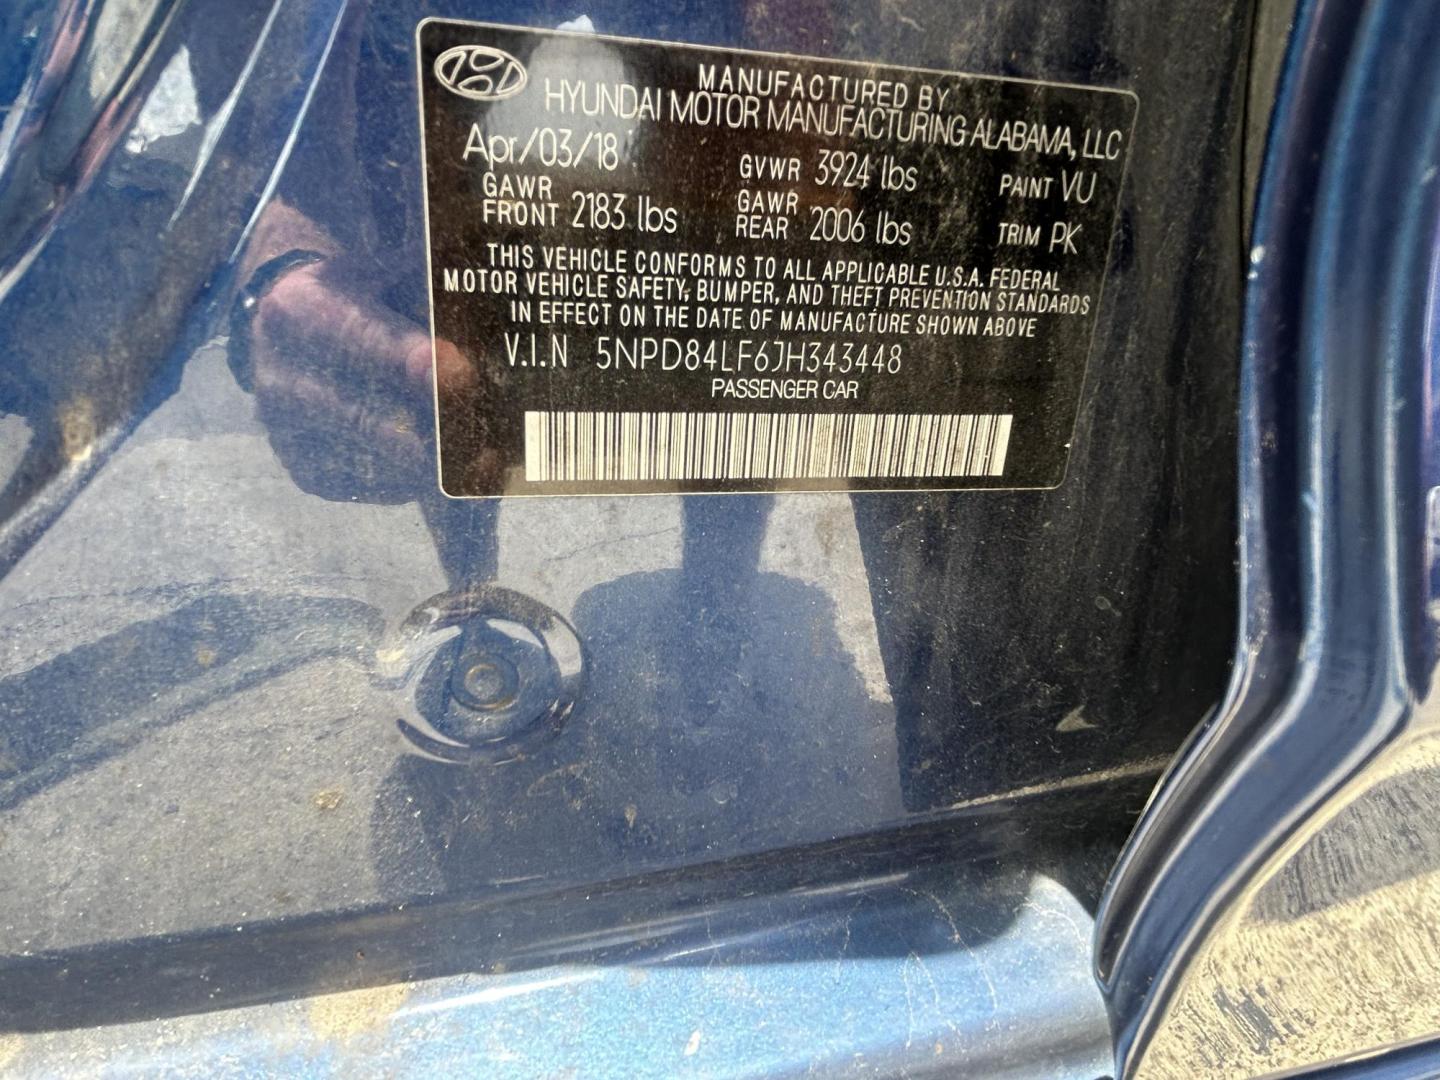 MANUFACTURED BY
HYUNDAI MOTOR MANUFACTURING ALABAMA, LLC
Apr/03/18 GVWR 3924 lbs PAINT VU
GAWR FRONT 2183 lbs GAWR REAR 2006 lbs TRIM PK
THIS VEHICLE CONFORMS TO ALL APPLICABLE U.S.A. FEDERAL
MOTOR VEHICLE SAFETY, BUMPER, AND THEFT PREVENTION STANDARDS
IN EFFECT ON THE DATE OF MANUFACTURE SHOWN ABOVE
V.I.N 5NPD84LF6JH343448
PASSENGER CAR